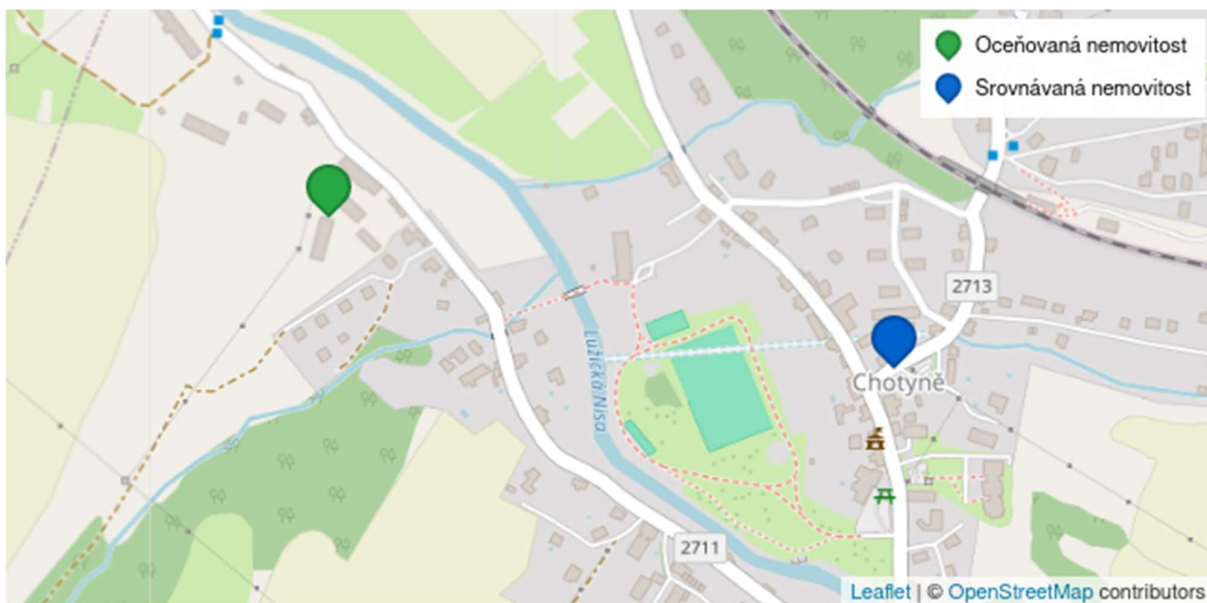 Oceňovaná nemovitost
Srovnávaná nemovitost
2713
Lužická Nisa
Chotyně
2711
Leaflet | © OpenStreetMap contributors